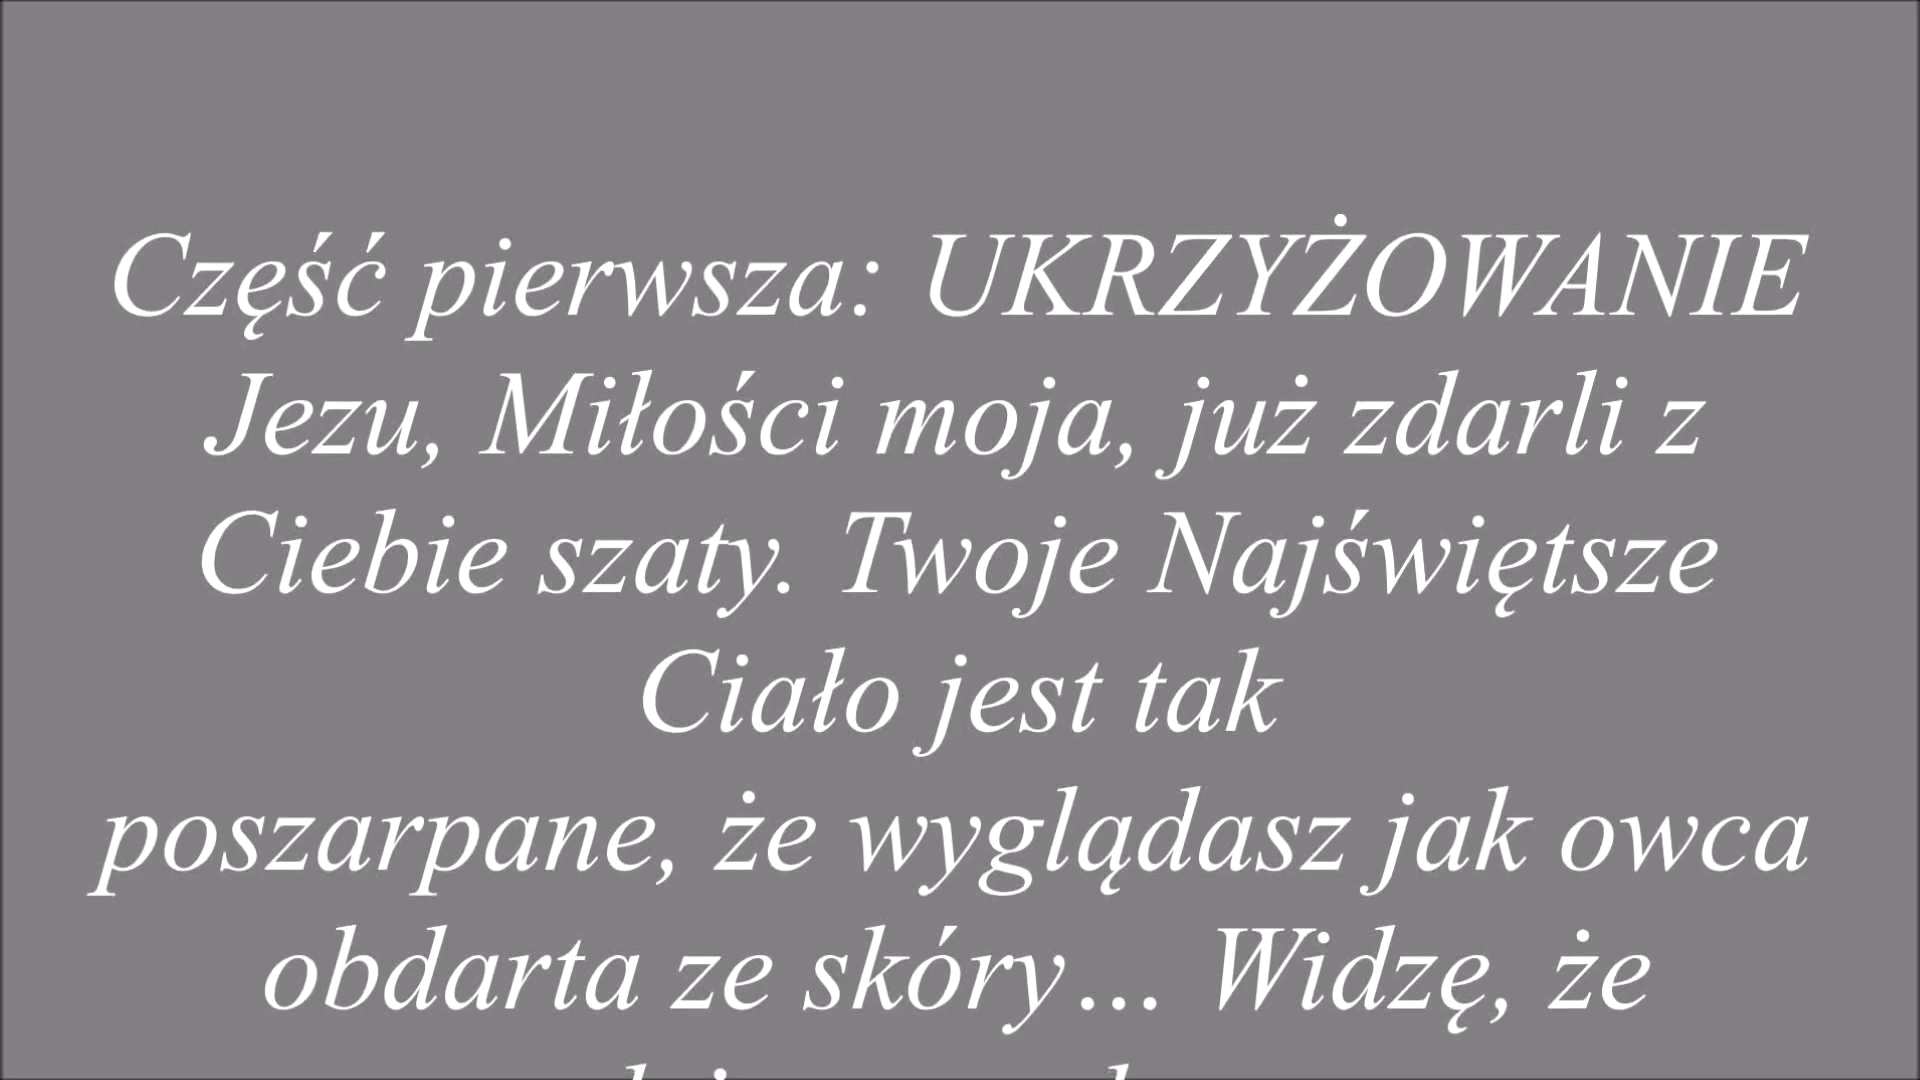 Część pierwsza: UKRZYŻOWANIE
Jezu, Miłości moja, już zdarli z
Ciebie szaty. Twoje Najświętsze
Ciało jest tak
poszarpane, że wyglądasz jak owca
obdarta ze skóry… Widzę, że